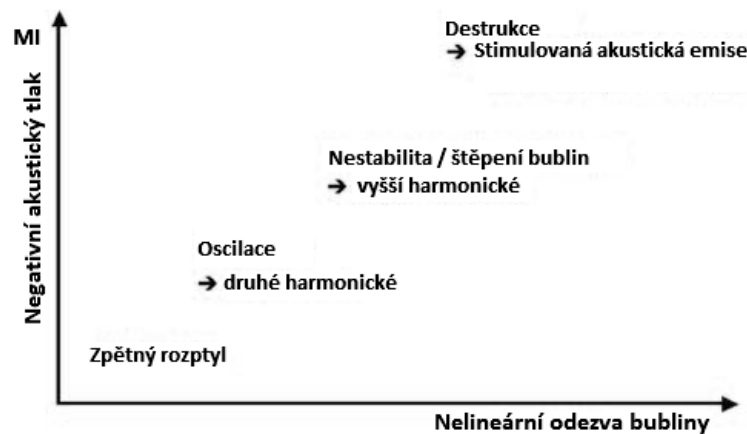 MI
Negativní akustický tlak
Destrukce
→ Stimulovaná akustická emise
Nestabilita / štěpení bublin
→ vyšší harmonické
Oscilace
→ druhé harmonické
Zpětný rozptyl
Nelineární odezva bubliny